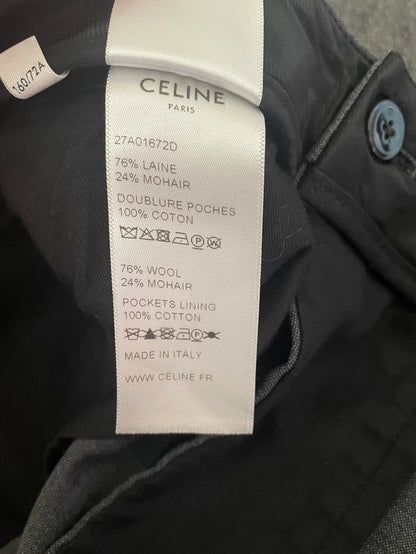 160/72A
CELINE
PARIS
27A01672D
76% LAINE
24% MOHAIR
DOUBLURE POCHES
100% COTON
76% WOOL
24% MOHAIR
POCKETS LINING
100% COTTON
MADE IN ITALY
WWW.CELINE.FR